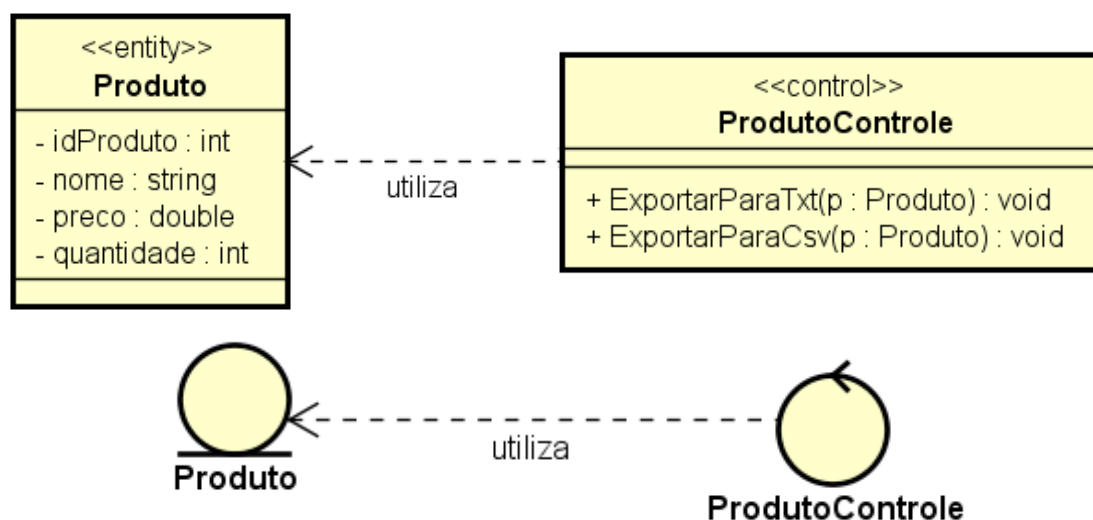 <<entity>>
Produto
- idProduto : int
- nome : string
- preco : double
- quantidade : int
utiliza
<<control>>
ProdutoControle
+ ExportarParaTxt(p : Produto) : void
+ ExportarParaCsv(p : Produto) : void
Produto
utiliza
ProdutoControle